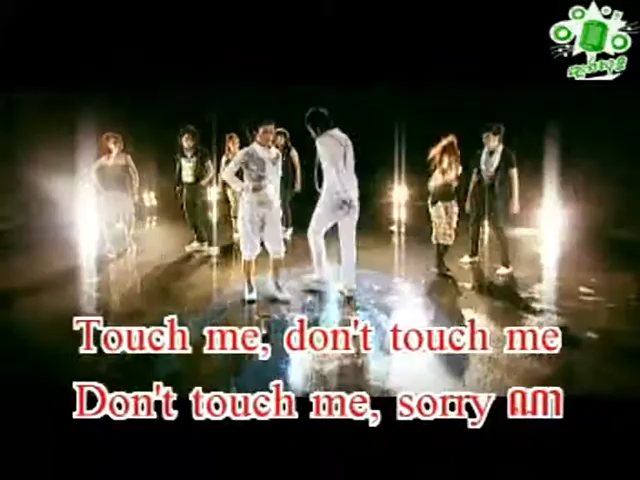 Touch me, don't touch me
Don't touch me, sorry ណា